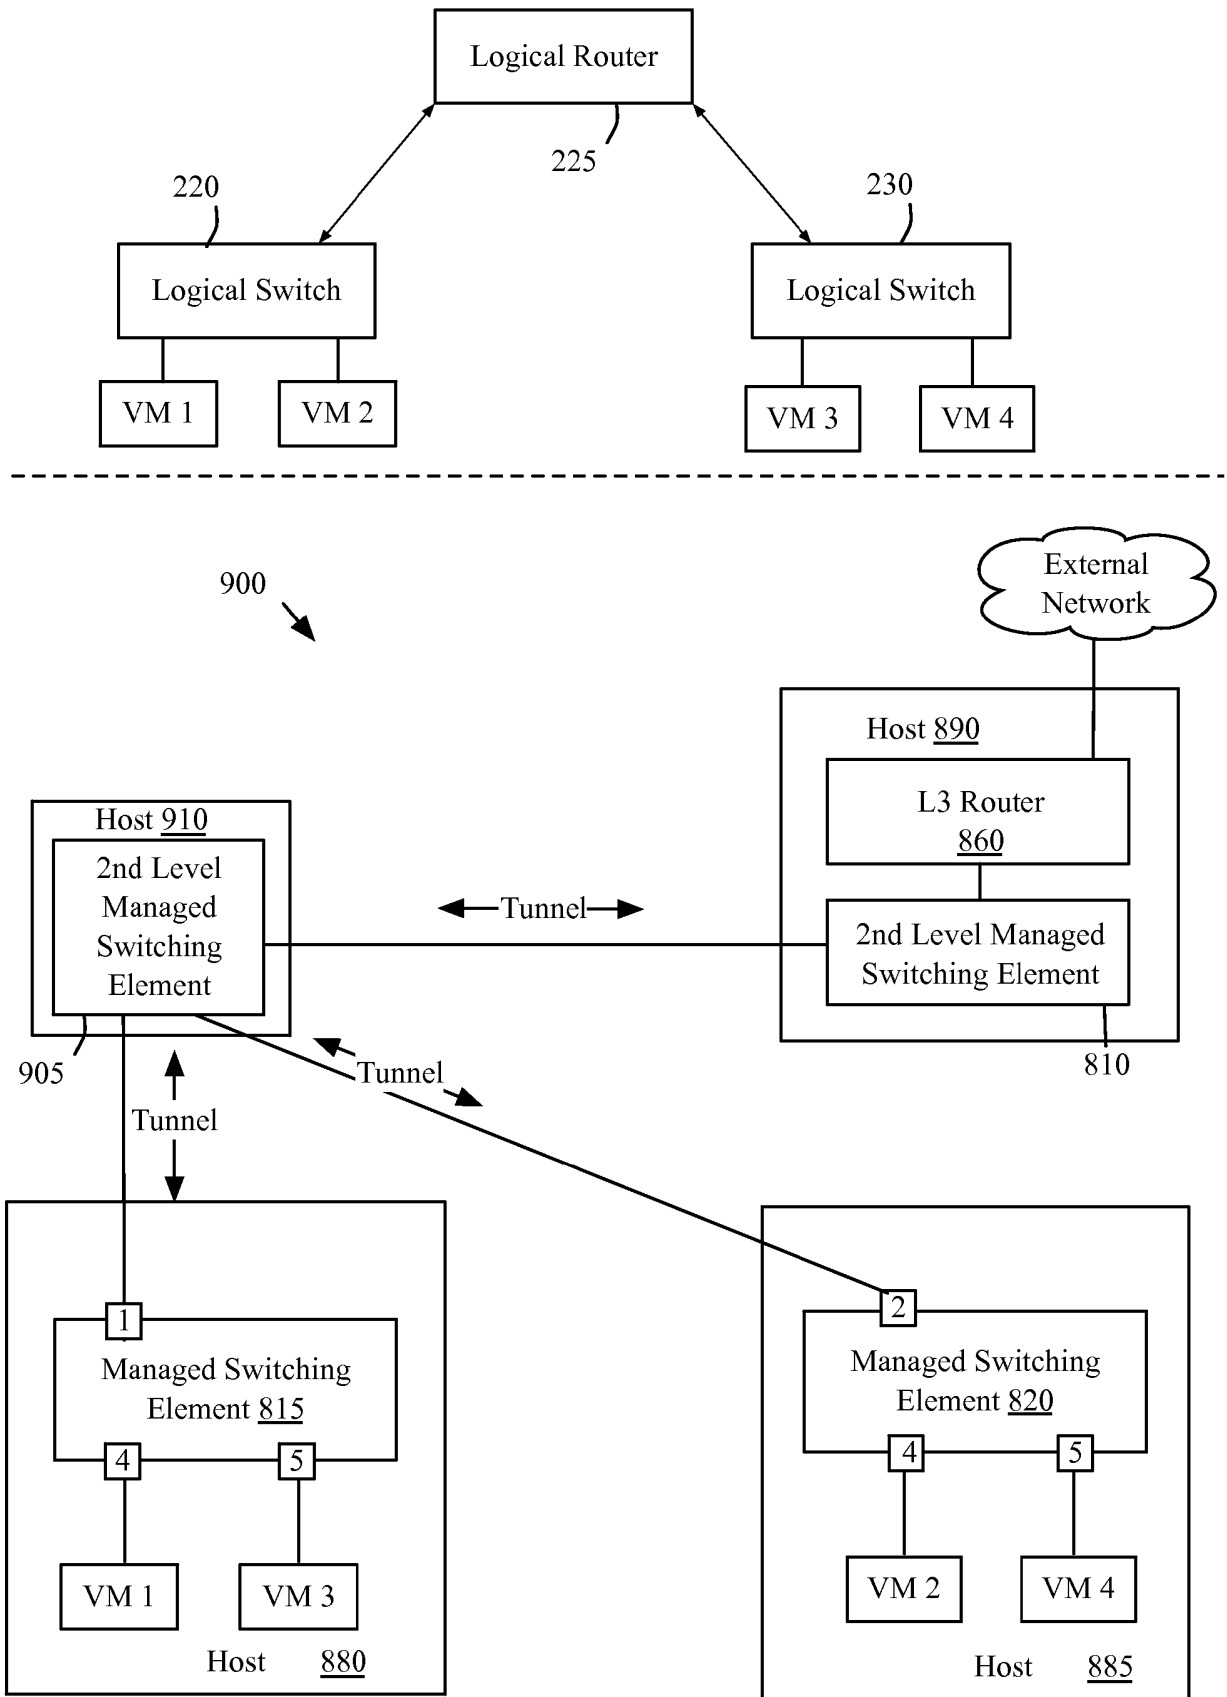 Logical Router
225
220
230
Logical Switch
Logical Switch
VM 1
VM 2
VM 3
VM 4
900
External
Network
Host 890
L3 Router
860
2nd Level Managed
Switching Element
810
Host 910
2nd Level
Managed
Switching
Element
905
Tunnel
Tunnel
Tunnel
1
Managed Switching
Element 815
4
5
VM 1
VM 3
Host 880
2
Managed Switching
Element 820
4
5
VM 2
VM 4
Host 885